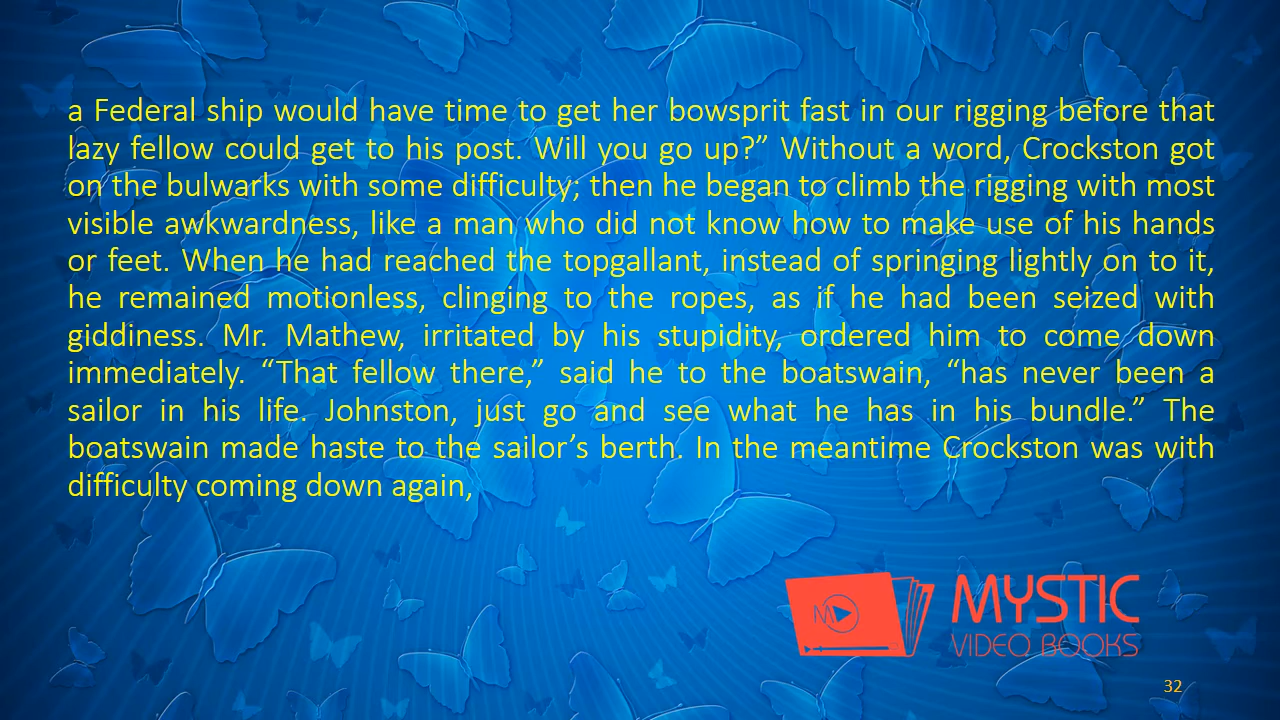 a Federal ship would have time to get her bowsprit fast in our rigging before that
lazy fellow could get to his post. Will you go up?” Without a word, Crockston got
on the bulwarks with some difficulty; then he began to climb the rigging with most
visible awkwardness, like a man who did not know how to make use of his hands
or feet. When he had reached the topgallant, instead of springing lightly on to it,
he remained motionless, clinging to the ropes, as if he had been seized with
giddiness. Mr. Mathew, irritated by his stupidity, ordered him to come down
immediately. “That fellow there,” said he to the boatswain, “has never been a
sailor in his life. Johnston, just go and see what he has in his bundle.” The
boatswain made haste to the sailor’s berth. In the meantime Crockston was with
difficulty coming down again,
M
MYSTIC
VIDEO BOOKS
32